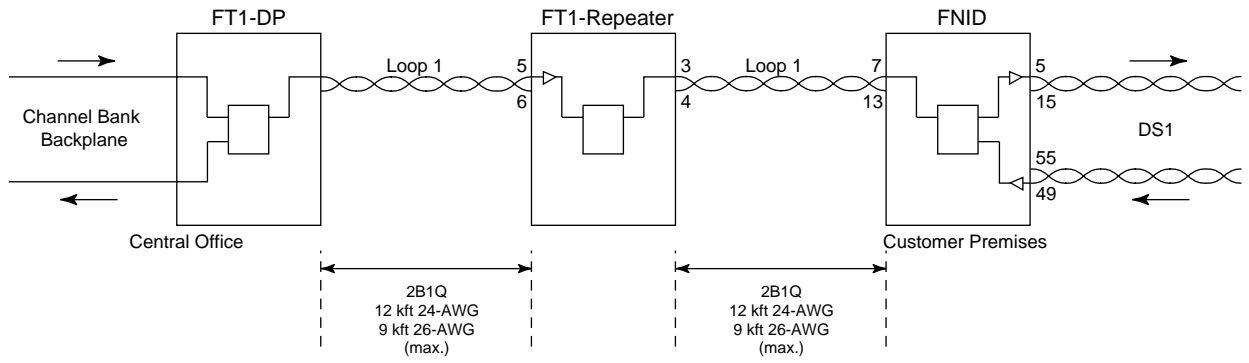 FT1-DP
FT1-Repeater
FNID
Channel Bank
Backplane
Loop 1
5
6
3
4
Loop 1
7
13
5
15
DS1
55
49
Central Office
Customer Premises
2B1Q
12 kft 24-AWG
9 kft 26-AWG
(max.)
2B1Q
12 kft 24-AWG
9 kft 26-AWG
(max.)